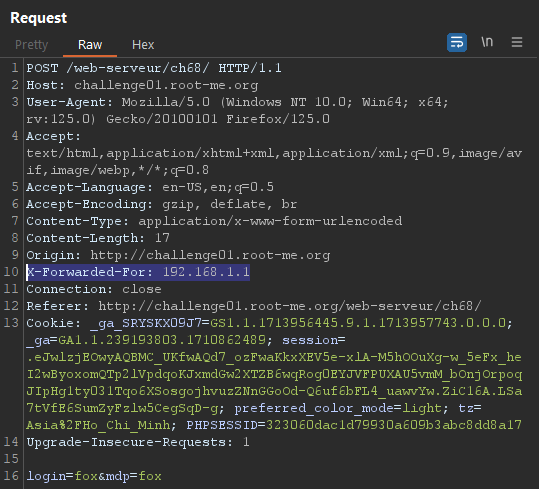 Request
Pretty Raw Hex \n
1 POST /web-serveur/ch68/ HTTP/1.1
2 Host: challenge01.root-me.org
3 User-Agent: Mozilla/5.0 (Windows NT 10.0; Win64; x64;
rv:125.0) Gecko/20100101 Firefox/125.0
4 Accept:
text/html,application/xhtml+xml,application/xml;q=0.9,image/av
if,image/webp,*/*;q=0.8
5 Accept-Language: en-US,en;q=0.5
6 Accept-Encoding: gzip, deflate, br
7 Content-Type: application/x-www-form-urlencoded
8 Content-Length: 17
9 Origin: http://challenge01.root-me.org
10 X-Forwarded-For: 192.168.1.1
11 Connection: close
12 Referer: http://challenge01.root-me.org/web-serveur/ch68/
13 Cookie: _ga_SRYSKX09J7=GS1.1.1713956445.9.1.1713957743.0.0.0;
_ga=GA1.1.239193803.1710862489; session=
.eJwlzjEOwyAQBMC_UKfwAQd7_ozFwaKkxXEV5e-xlA-M5hOOuXg-w_5eFx_he
I2wByoxomQTp2lVpdqoKJxmdGw2XTZB6wqRog0EYJVFPUXAU5vmM_bOnjOrpoq
JIpHglty031Tqo6XSosgojhvuzZNnGGoOd-Q6uf6bFL4_uawvYw.ZiC16A.LSa
7tVfE6SumZyFzlw5CegSqD-g; preferred_color_mode=light; tz=
Asia%2FHo_Chi_Minh; PHPSESSID=323060dac1d79930a609b3abc8dd8a17
14 Upgrade-Insecure-Requests: 1
15
16 login=fox&mdp=fox